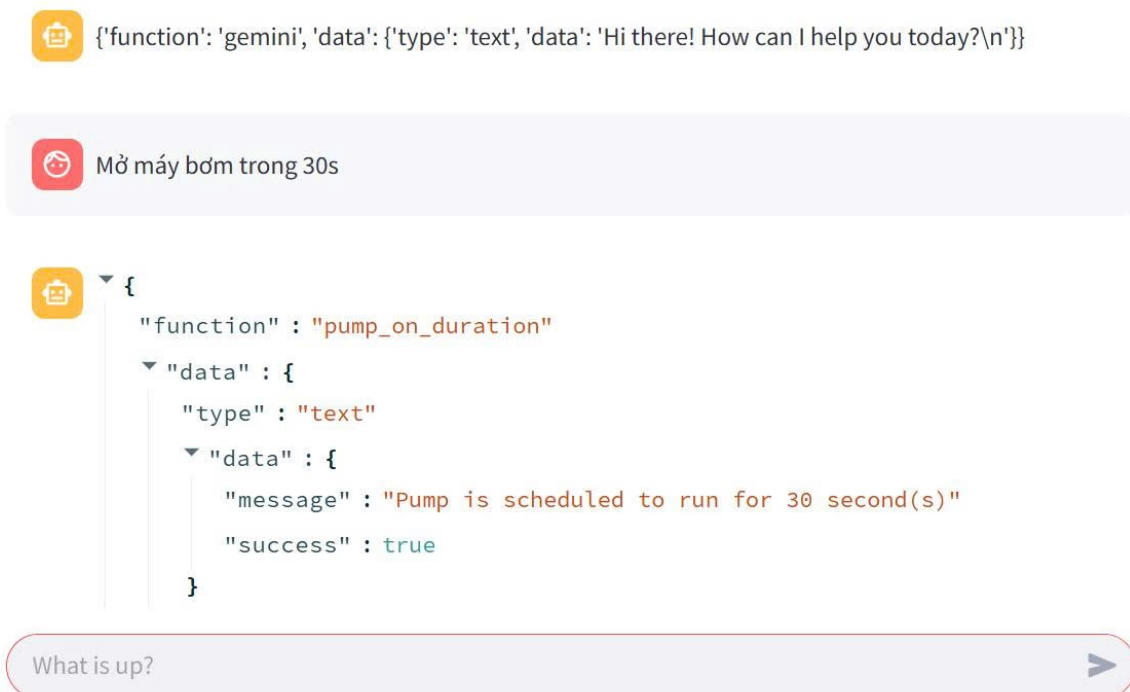 {'function': 'gemini', 'data': {'type': 'text', 'data': 'Hi there! How can I help you today?\n'}}
Mở máy bơm trong 30s
{
"function" : "pump_on_duration"
"data" : {
"type" : "text"
"data" : {
"message" : "Pump is scheduled to run for 30 second(s)"
"success" : true
}
What is up?